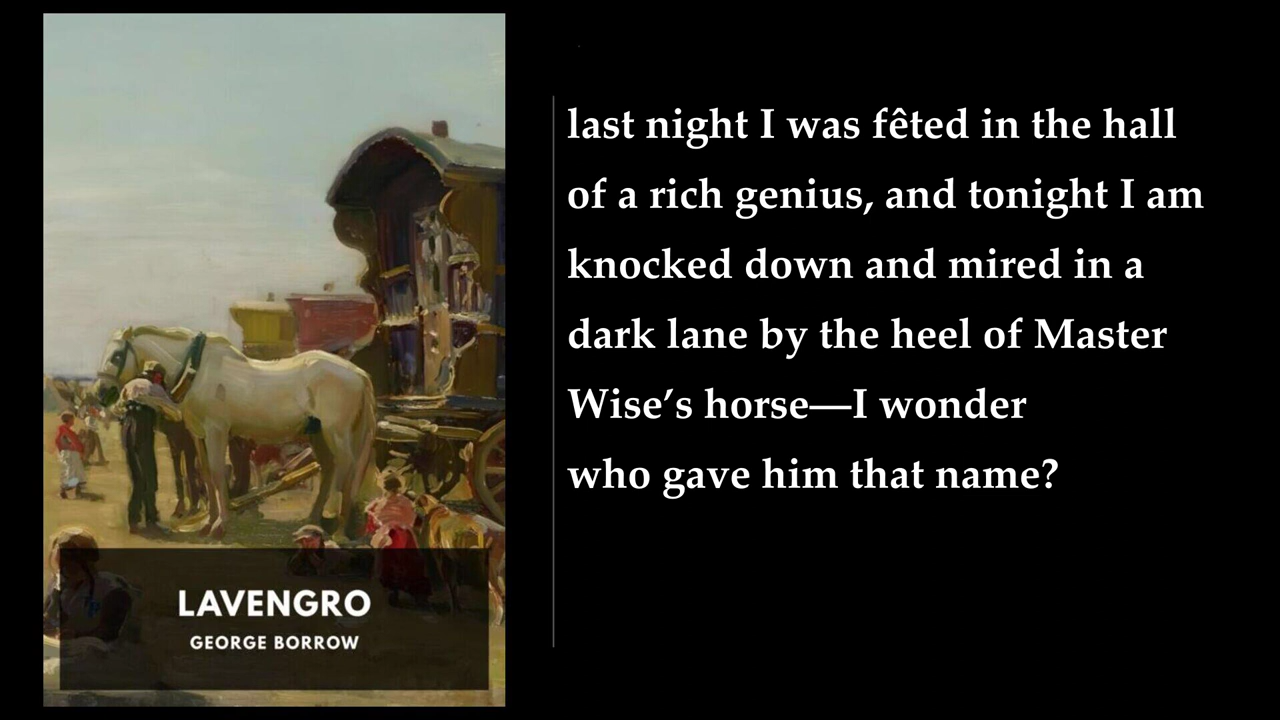 LAVENGRO
GEORGE BORROW
last night I was fêted in the hall
of a rich genius, and tonight I am
knocked down and mired in a
dark lane by the heel of Master
Wise’s horse—I wonder
who gave him that name?